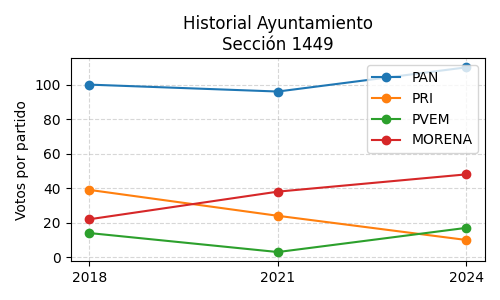 Historial Ayuntamiento
Sección 1449
Votos por partido
100
80
60
40
20
0
2018
2021
2024
PAN
PRI
PVEM
MORENA